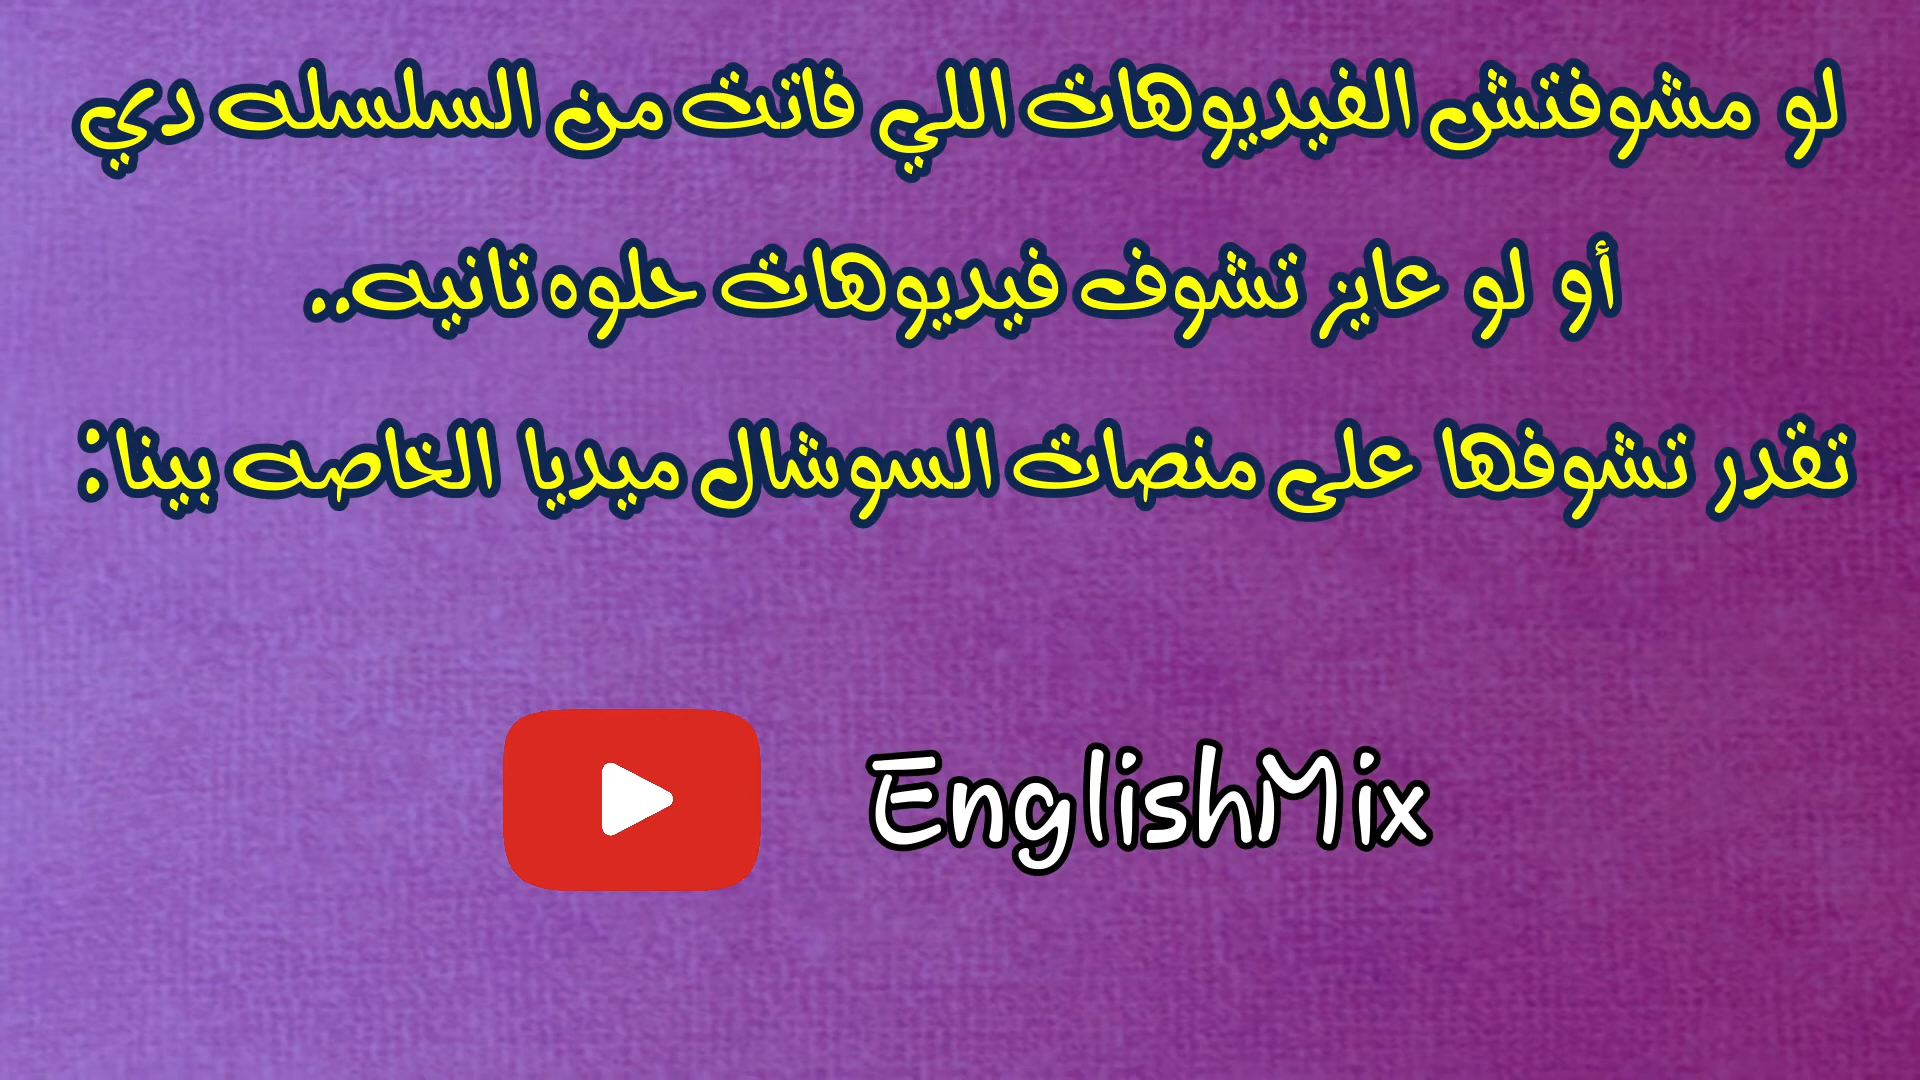 لو مشوفتش الفيديوهات اللي فاتت من السلسله دي
أو لو عايز تشوف فيديوهات حلوه تانيه..
تقدر تشوفها على منصات السوشال ميديا الخاصه بينا:
EnglishMix